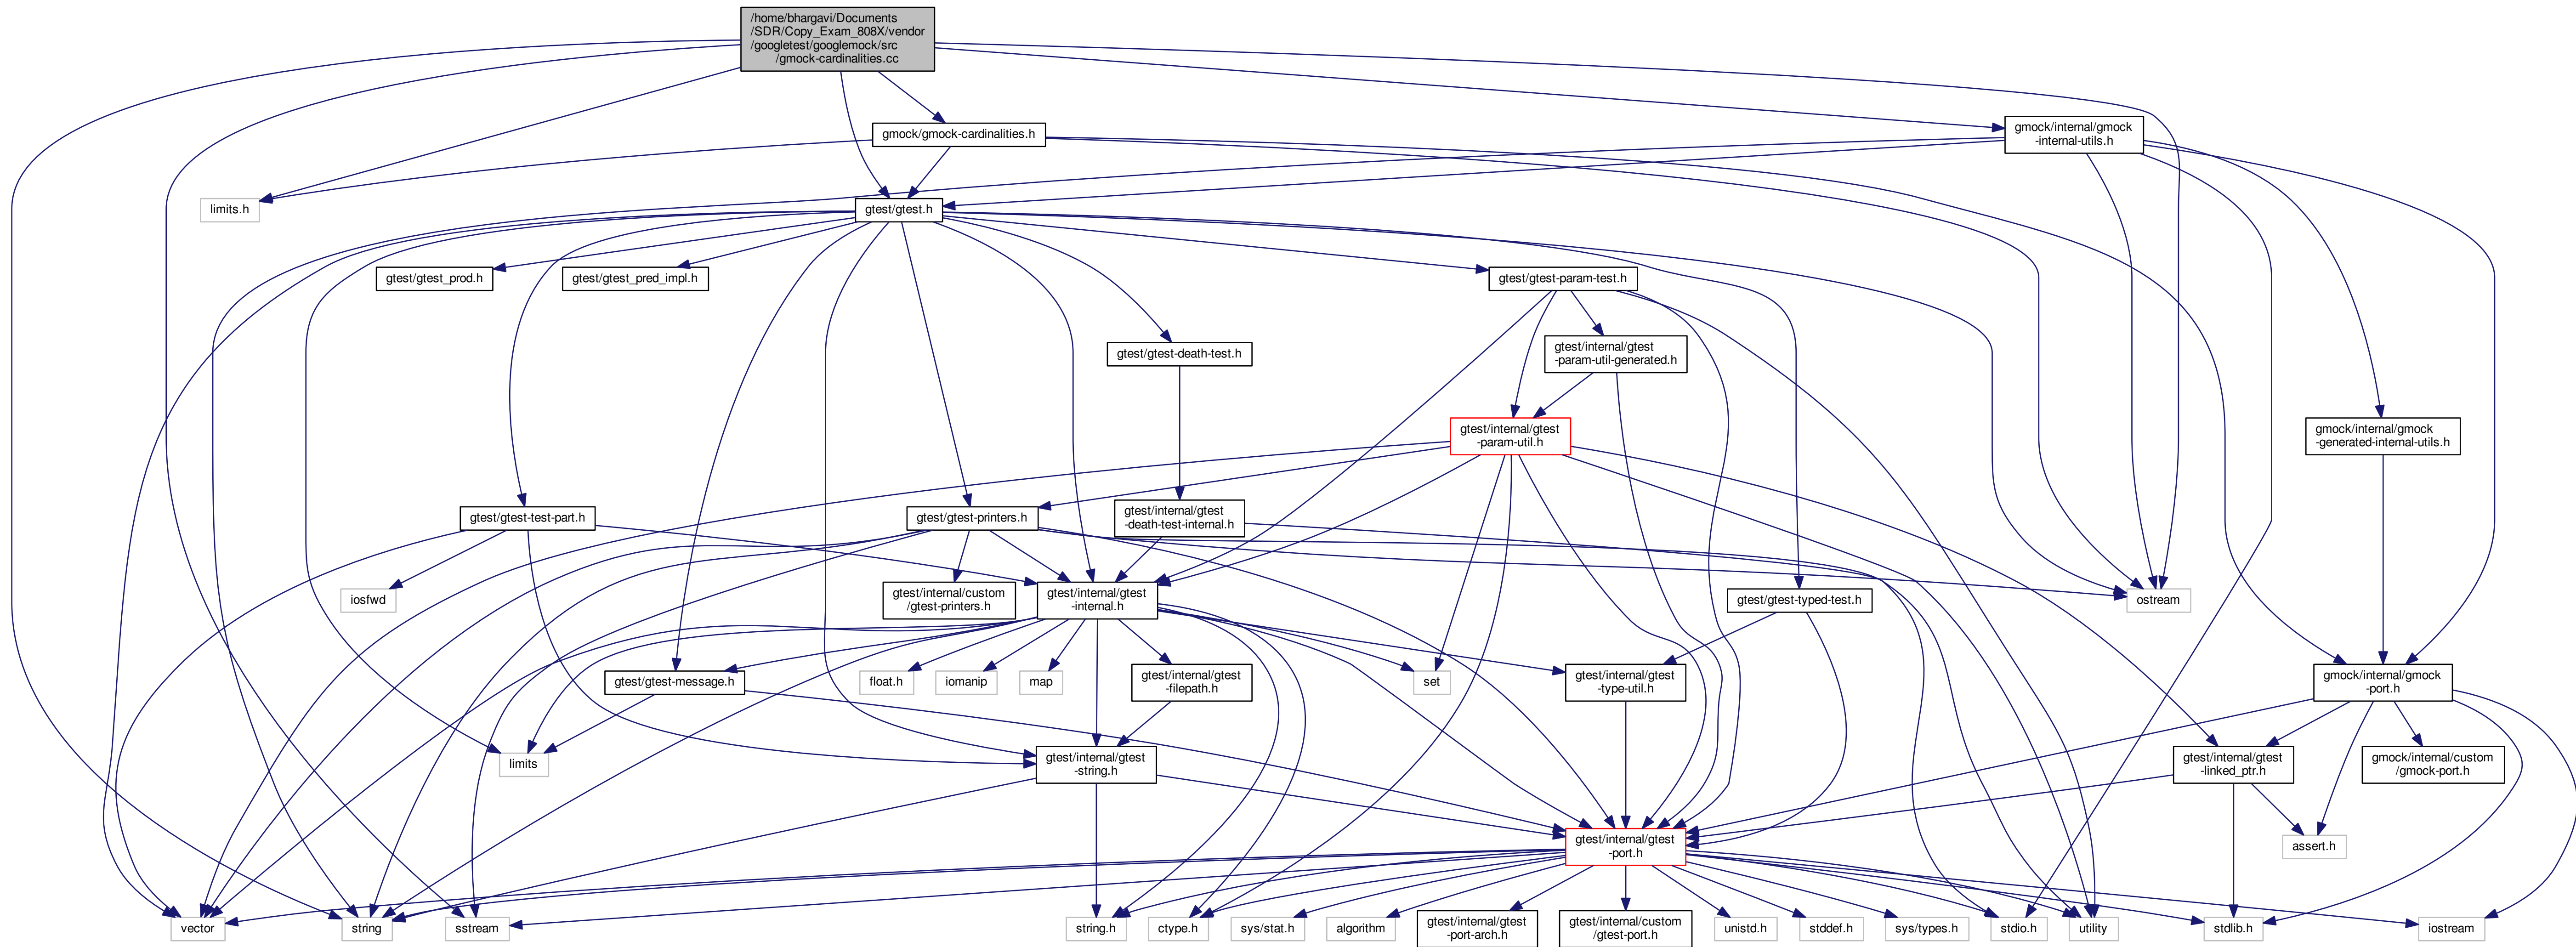 /home/bhargavi/Documents
/SDR/Copy_Exam_808X/vendor
/googletest/googlemock/src
/gmock-cardinalities.cc
gmock/gmock-cardinalities.h
gmock/internal/gmock
-internal-utils.h
limits.h
gtest/gtest.h
gtest/gtest_prod.h
gtest/gtest_pred_impl.h
gtest/gtest-param-test.h
gtest/gtest-death-test.h
gtest/internal/gtest
-param-util-generated.h
gtest/internal/gtest
-param-util.h
gmock/internal/gmock
-generated-internal-utils.h
gtest/gtest-test-part.h
gtest/gtest-printers.h
gtest/internal/gtest
-death-test-internal.h
iosfwd
gtest/internal/custom
/gtest-printers.h
gtest/internal/gtest
-internal.h
gtest/gtest-typed-test.h
ostream
gtest/gtest-message.h
float.h
iomanip
map
gtest/internal/gtest
-filepath.h
set
gtest/internal/gtest
-type-util.h
gmock/internal/gmock
-port.h
limits
gtest/internal/gtest
-string.h
gtest/internal/gtest
-linked_ptr.h
gmock/internal/custom
/gmock-port.h
gtest/internal/gtest
-port.h
assert.h
vector
string
sstream
string.h
ctype.h
sys/stat.h
algorithm
gtest/internal/gtest
-port-arch.h
gtest/internal/custom
/gtest-port.h
unistd.h
stddef.h
sys/types.h
stdio.h
utility
stdlib.h
iostream